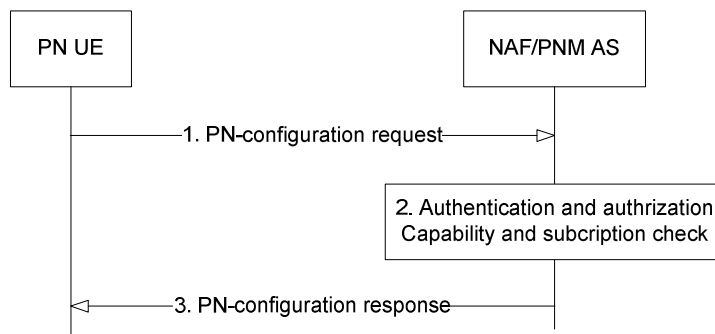 PN UE
NAF/PNM AS
1. PN-configuration request
2. Authentication and authrization
Capability and subcription check
3. PN-configuration response